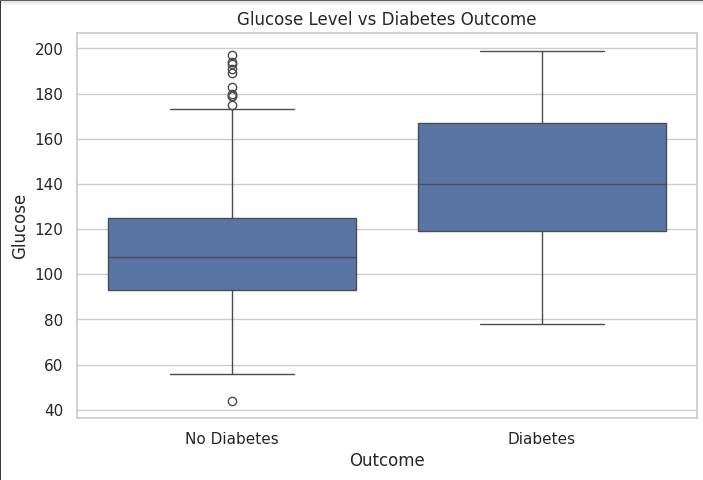 Glucose Level vs Diabetes Outcome
200
180
160
140
120
100
80
60
40
Glucose
No Diabetes
Diabetes
Outcome